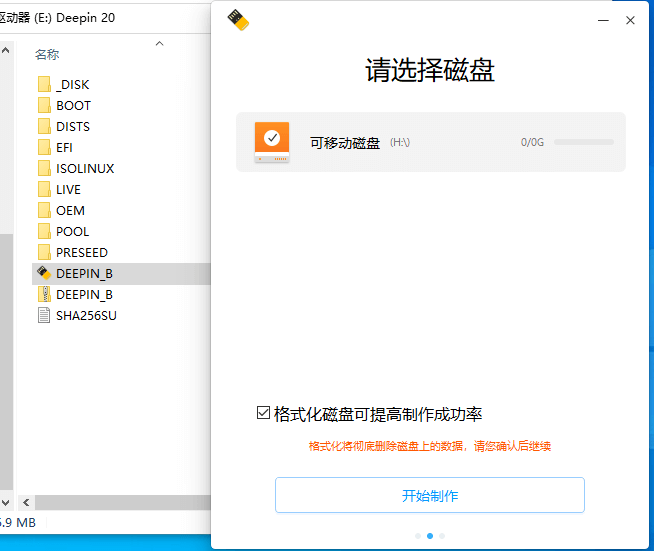 驱动器 (E:) Deepin 20
名称
_DISK
BOOT
DISTS
EFI
ISOLINUX
LIVE
OEM
POOL
PRESEED
DEEPIN_B
DEEPIN_B
SHA256SU
5.9 MB
请选择磁盘
可移动磁盘 (H:\) 0/0G
格式化磁盘可提高制作成功率
格式化将彻底删除磁盘上的数据，请您确认后继续
开始制作